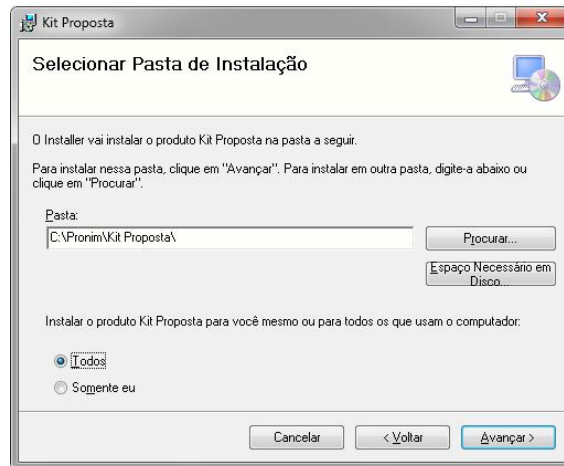 Kit Proposta
Selecionar Pasta de Instalação
O Installer vai instalar o produto Kit Proposta na pasta a seguir.
Para instalar nessa pasta, clique em "Avançar". Para instalar em outra pasta, digite-a abaixo ou
clique em "Procurar".
Pasta:
C:\Pronim\Kit Proposta\
Procurar...
Espaço Necessário em
Disco...
Instalar o produto Kit Proposta para você mesmo ou para todos os que usam o computador:
Todos
Somente eu
Cancelar
< Voltar
Avançar >